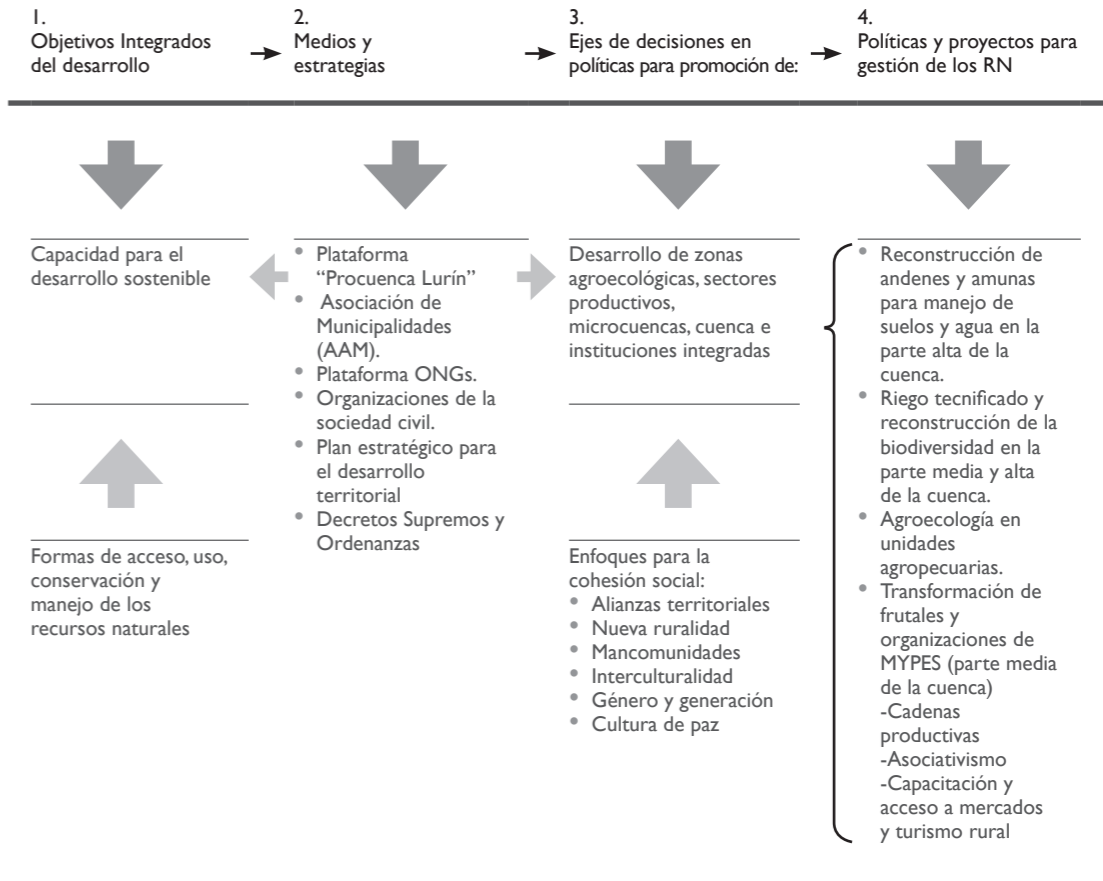 1.
Objetivos Integrados
del desarrollo
2.
Medios y
estrategias
3.
Ejes de decisiones en
políticas para promoción de:
4.
Políticas y proyectos para
gestión de los RN
Capacidad para el
desarrollo sostenible
Formas de acceso, uso,
conservación y
manejo de los
recursos naturales
• Plataforma
“Procuenca Lurín”
• Asociación de
Municipalidades
(AAM).
• Plataforma ONGs.
• Organizaciones de la
sociedad civil.
• Plan estratégico para
el desarrollo
territorial
• Decretos Supremos y
Ordenanzas
Desarrollo de zonas
agroecológicas, sectores
productivos,
microcuencas, cuenca e
instituciones integradas
Enfoques para la
cohesión social:
• Alianzas territoriales
• Nueva ruralidad
• Mancomunidades
• Interculturalidad
• Género y generación
• Cultura de paz
• Reconstrucción de
andenes y amunas
para manejo de
suelos y agua en la
parte alta de la
cuenca.
• Riego tecnificado y
reconstrucción de la
biodiversidad en la
parte media y alta
de la cuenca.
• Agroecología en
unidades
agropecuarias.
• Transformación de
frutales y
organizaciones de
MYPES (parte media
de la cuenca)
-Cadenas
productivas
-Asociativismo
-Capacitación y
acceso a mercados
y turismo rural